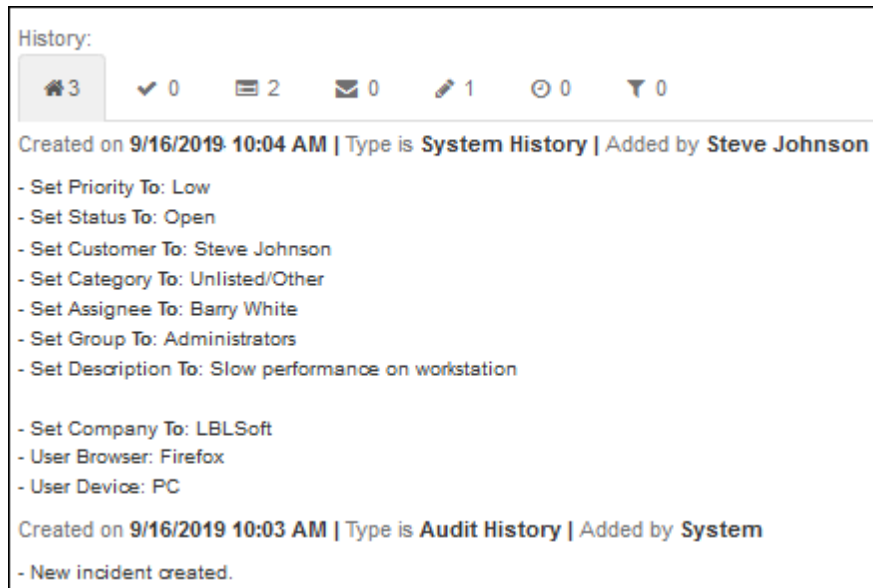 History:
3 0 2 0 1 0 0
Created on 9/16/2019 10:04 AM | Type is System History | Added by Steve Johnson
- Set Priority To: Low
- Set Status To: Open
- Set Customer To: Steve Johnson
- Set Category To: Unlisted/Other
- Set Assignee To: Barry White
- Set Group To: Administrators
- Set Description To: Slow performance on workstation
- Set Company To: LBLSoft
- User Browser: Firefox
- User Device: PC
Created on 9/16/2019 10:03 AM | Type is Audit History | Added by System
- New incident created.